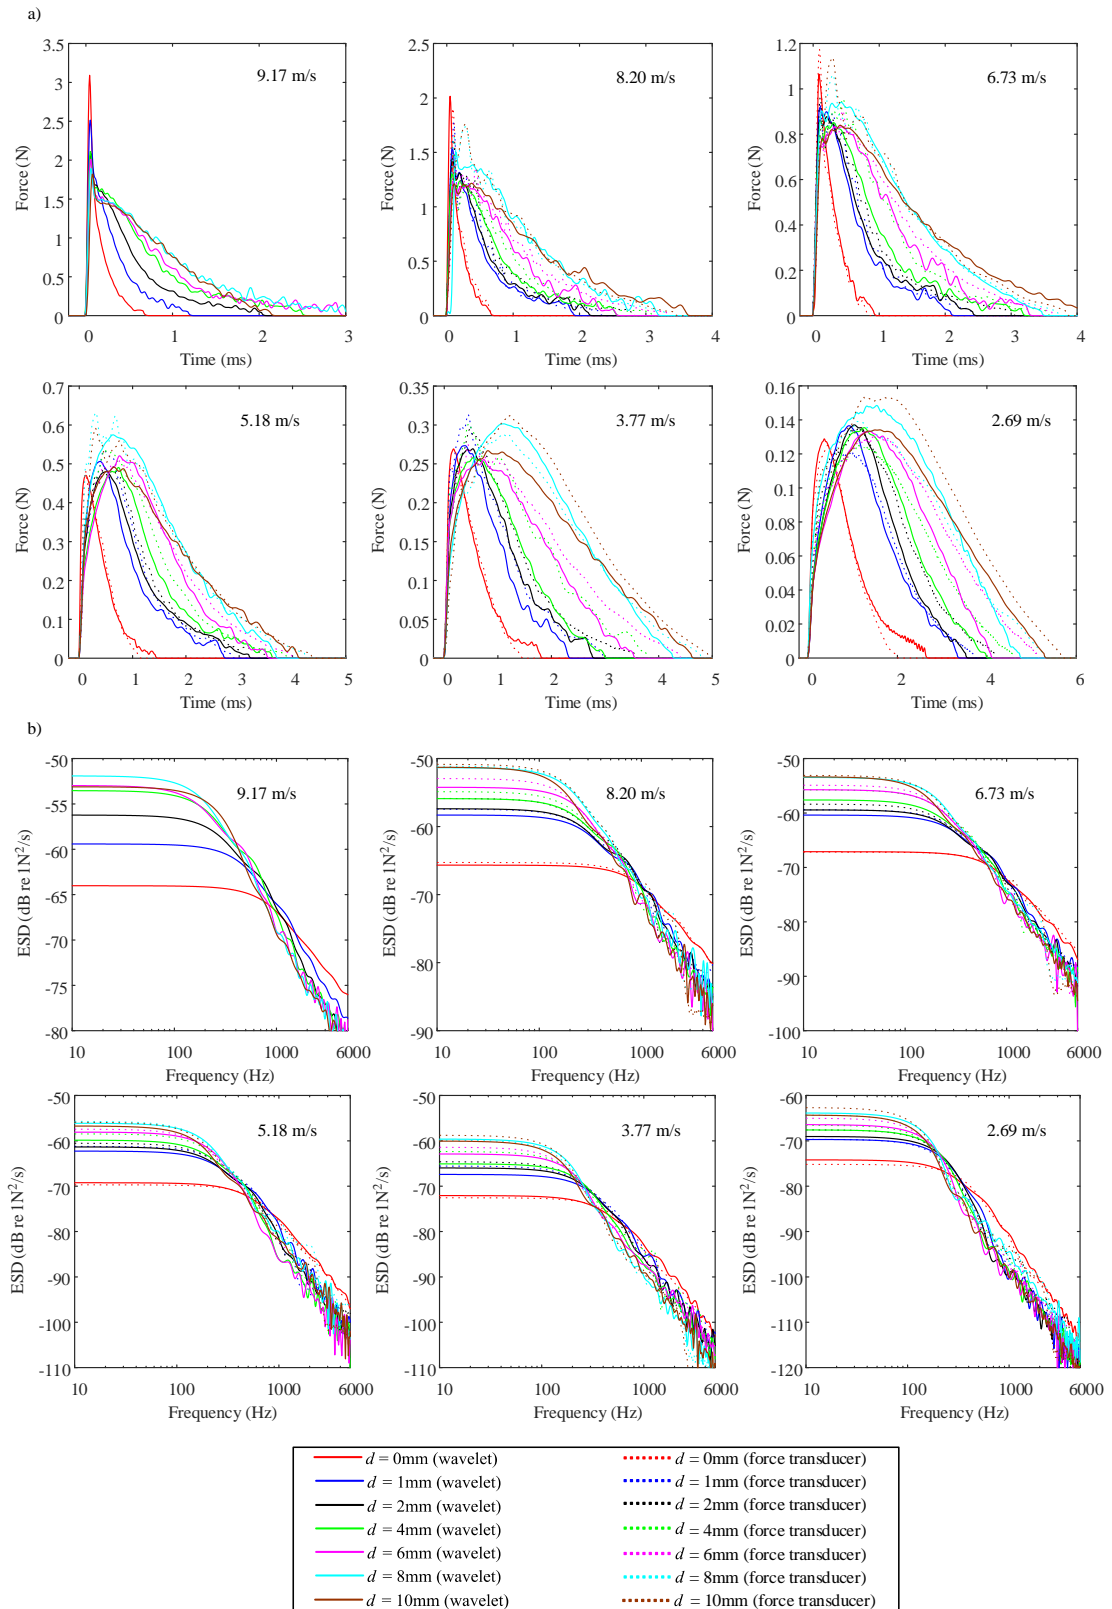 a)
3.5
3
2.5
2
1.5
1
0.5
0
Force (N)
9.17 m/s
0 1 2 3
Time (ms)
2.5
2
1.5
1
0.5
0
Force (N)
8.20 m/s
0 1 2 3 4
Time (ms)
1.2
1
0.8
0.6
0.4
0.2
0
Force (N)
6.73 m/s
0 1 2 3 4
Time (ms)
0.7
0.6
0.5
0.4
0.3
0.2
0.1
0
Force (N)
5.18 m/s
0 1 2 3 4 5
Time (ms)
0.35
0.3
0.25
0.2
0.15
0.1
0.05
0
Force (N)
3.77 m/s
0 1 2 3 4 5
Time (ms)
0.16
0.14
0.12
0.1
0.08
0.06
0.04
0.02
0
Force (N)
2.69 m/s
0 2 4 6
Time (ms)
b)
-50
-55
-60
-65
-70
-75
-80
ESD (dB re 1N²/s)
9.17 m/s
10 100 1000 6000
Frequency (Hz)
-50
-60
-70
-80
-90
ESD (dB re 1N²/s)
8.20 m/s
10 100 1000 6000
Frequency (Hz)
-50
-60
-70
-80
-90
-100
ESD (dB re 1N²/s)
6.73 m/s
10 100 1000 6000
Frequency (Hz)
-50
-60
-70
-80
-90
-100
-110
ESD (dB re 1N²/s)
5.18 m/s
10 100 1000 6000
Frequency (Hz)
-50
-60
-70
-80
-90
-100
-110
ESD (dB re 1N²/s)
3.77 m/s
10 100 1000 6000
Frequency (Hz)
-60
-70
-80
-90
-100
-110
-120
ESD (dB re 1N²/s)
2.69 m/s
10 100 1000 6000
Frequency (Hz)
d = 0mm (wavelet)
d = 1mm (wavelet)
d = 2mm (wavelet)
d = 4mm (wavelet)
d = 6mm (wavelet)
d = 8mm (wavelet)
d = 10mm (wavelet)
d = 0mm (force transducer)
d = 1mm (force transducer)
d = 2mm (force transducer)
d = 4mm (force transducer)
d = 6mm (force transducer)
d = 8mm (force transducer)
d = 10mm (force transducer)